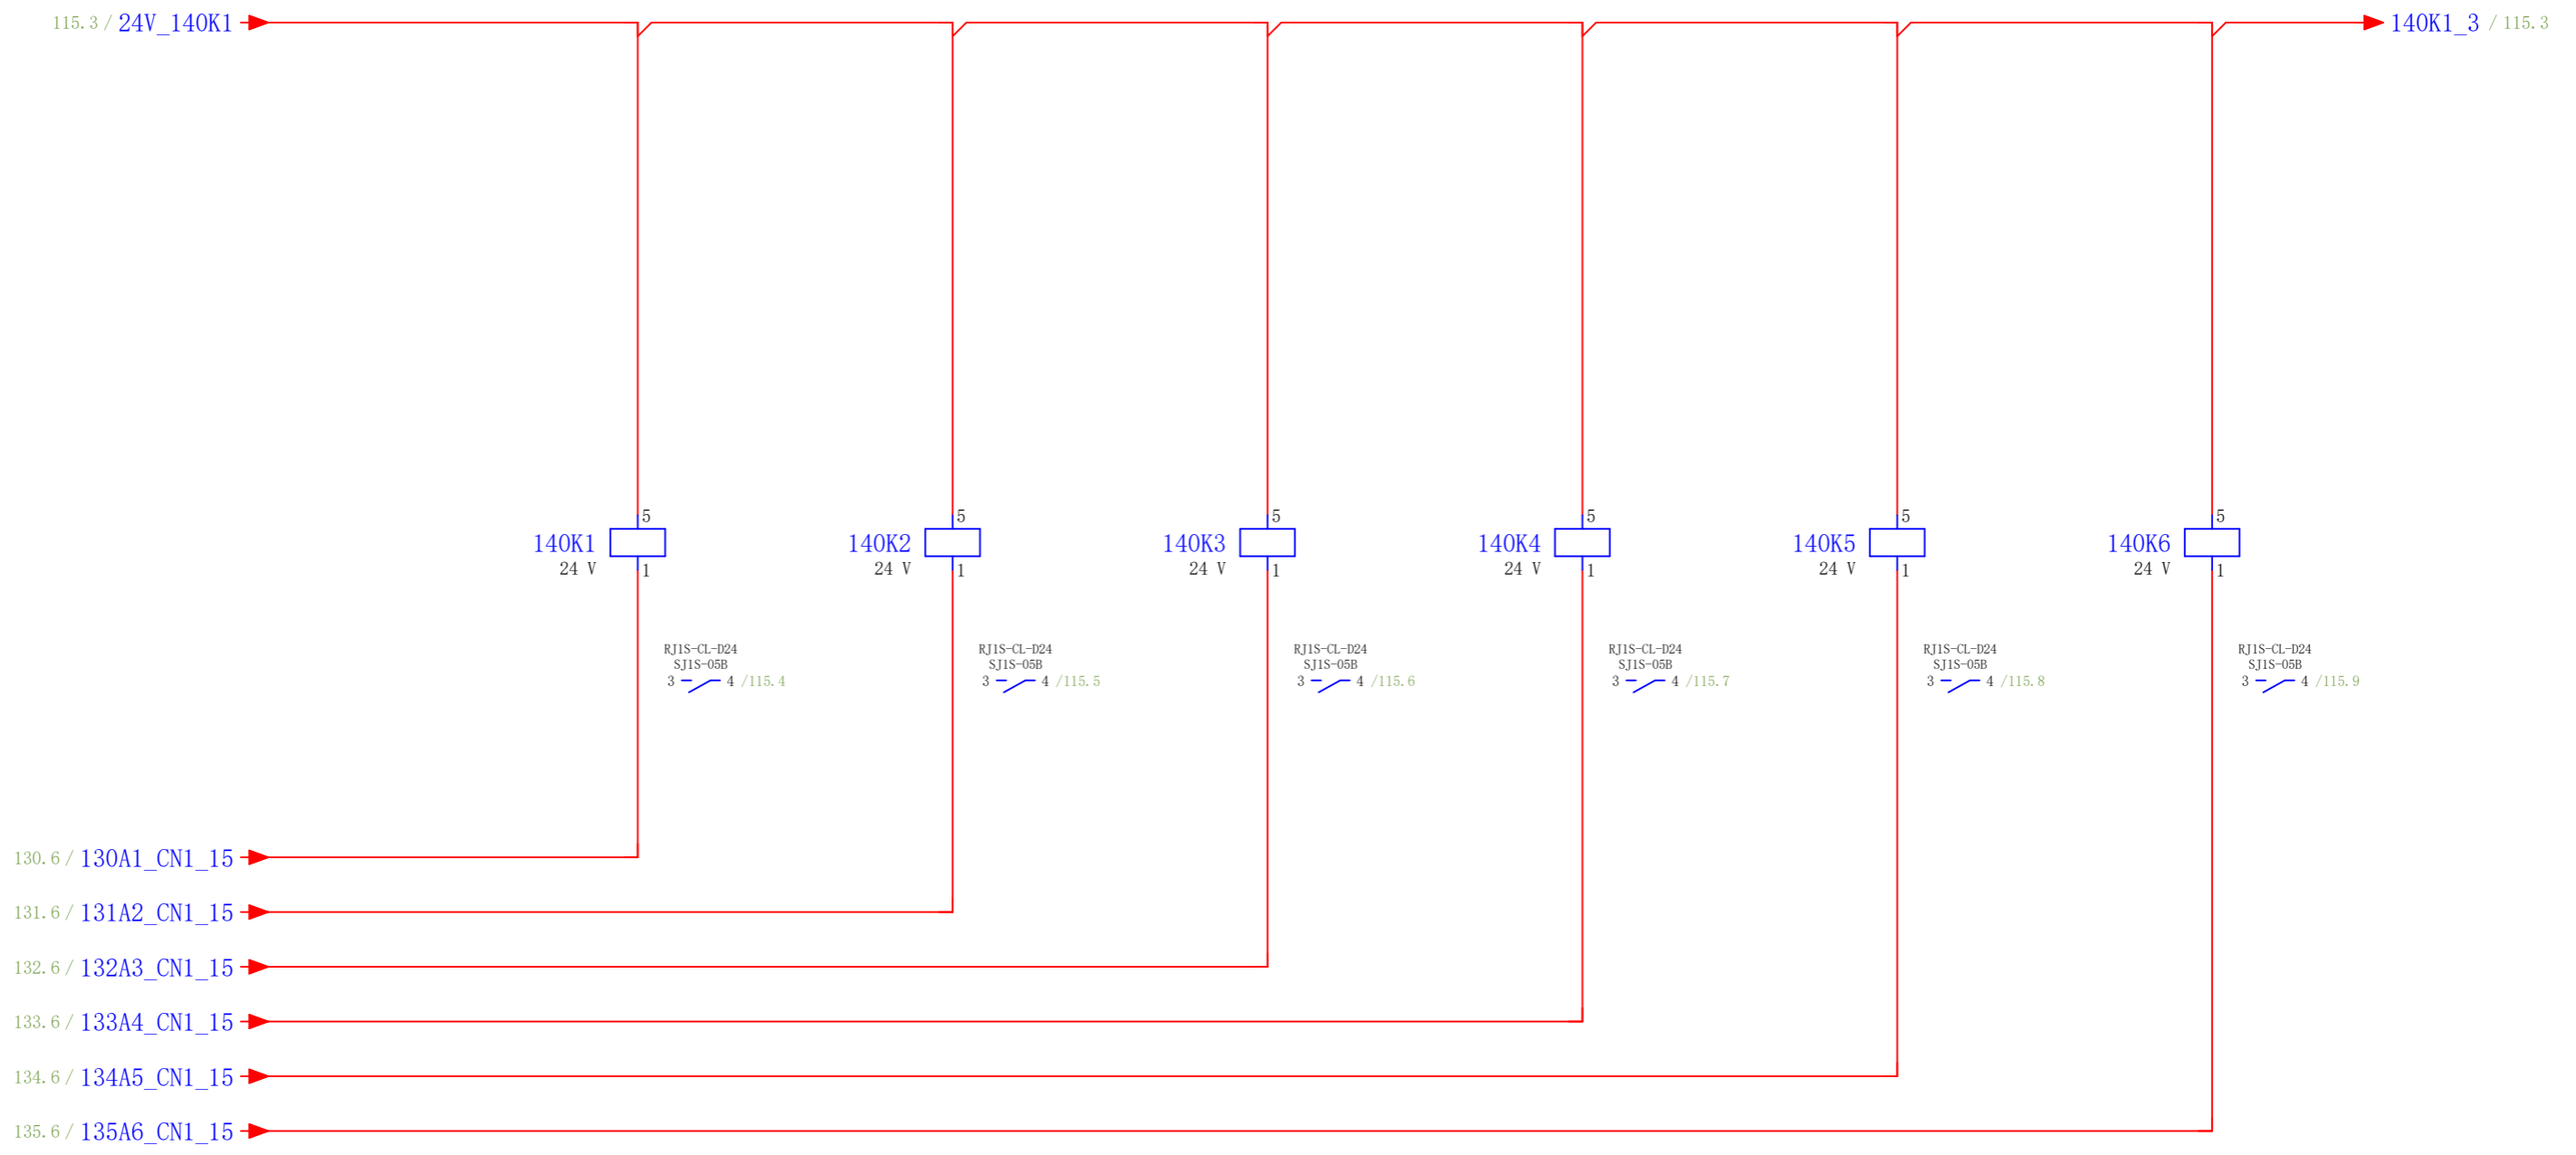 115.3 / 24V_140K1
140K1_3 / 115.3
5
5
5
5
5
5
140K1
140K2
140K3
140K4
140K5
140K6
24 V
24 V
24 V
24 V
24 V
24 V
1
1
1
1
1
1
RJ1S-CL-D24
SJ1S-05B
3 4 /115.4
RJ1S-CL-D24
SJ1S-05B
3 4 /115.5
RJ1S-CL-D24
SJ1S-05B
3 4 /115.6
RJ1S-CL-D24
SJ1S-05B
3 4 /115.7
RJ1S-CL-D24
SJ1S-05B
3 4 /115.8
RJ1S-CL-D24
SJ1S-05B
3 4 /115.9
130.6 / 130A1_CN1_15
131.6 / 131A2_CN1_15
132.6 / 132A3_CN1_15
133.6 / 133A4_CN1_15
134.6 / 134A5_CN1_15
135.6 / 135A6_CN1_15